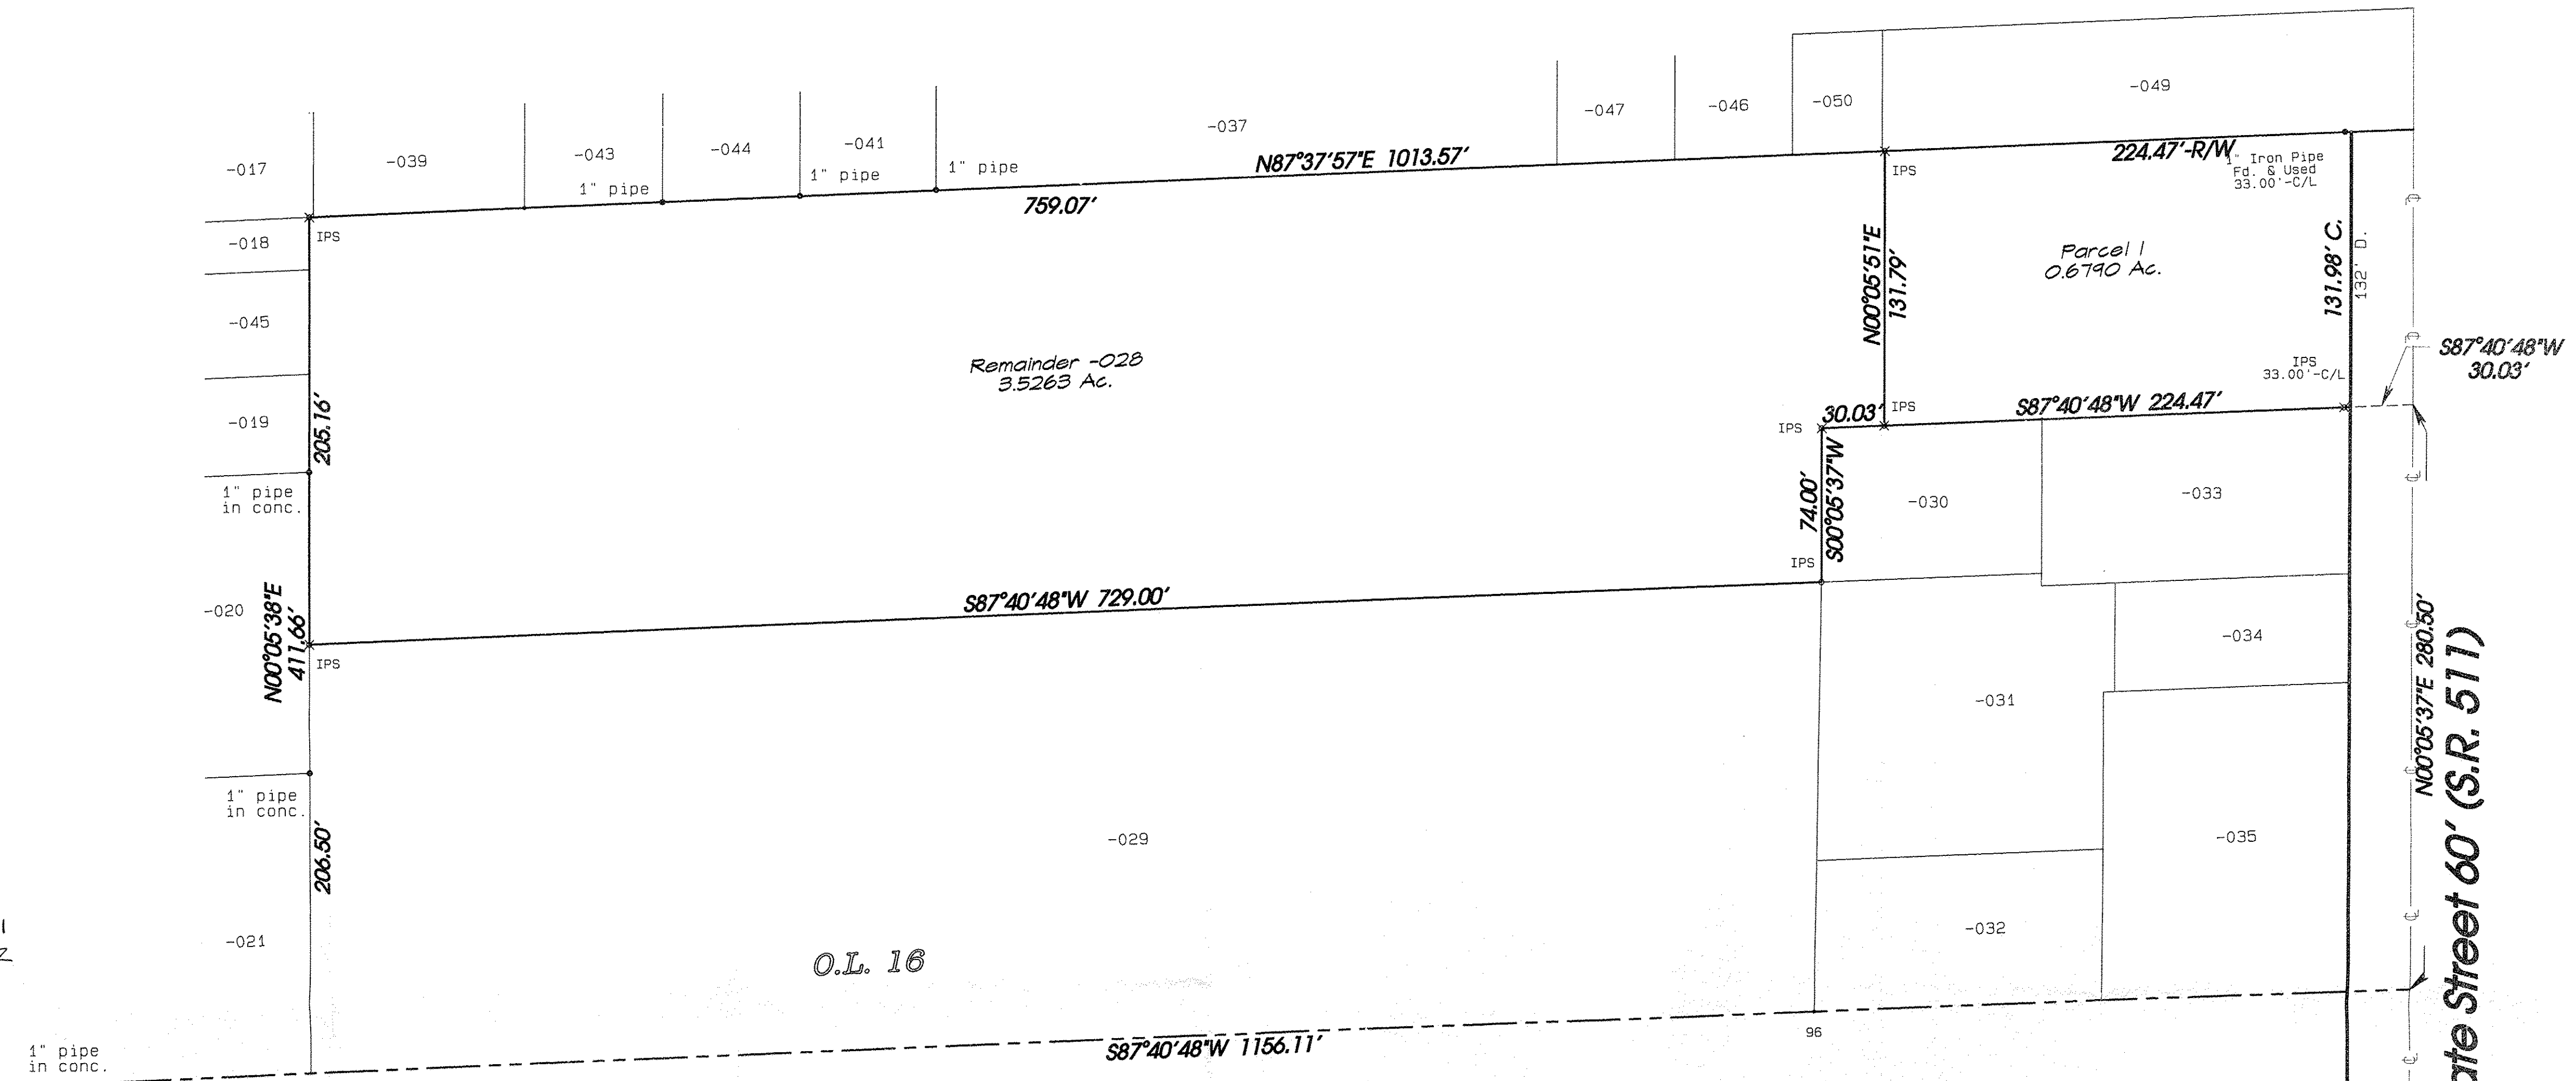 -049
-050
-046
-047
-037
-041
-044
-043
-039
-017
1" pipe
1" pipe
1" pipe
N87°37'57"E 1013.57'
224.47'-R/W
1" Iron Pipe
Fd. & Used
33.00'-C/L
IPS
759.07'
IPS
-018
-045
-019
205.16'
1" pipe
in conc.
Remainder -028
3.5263 Ac.
N00°05'51"E
131.79'
Parcel 1
0.6790 Ac.
131.98' C.
132' D.
S87°40'48"W
30.03'
IPS
33.00'-C/L
30.03'
IPS
S87°40'48"W 224.47'
IPS
74.00'
S00°05'37"W
IPS
-030
-033
S87°40'48"W 729.00'
-020
N00°05'38"E
411.66'
IPS
-034
-031
N00°05'37"E 280.50'
ate Street 60' (S.R. 511)
1" pipe
in conc.
206.50'
-029
-035
-021
-032
O.L. 16
S87°40'48"W 1156.11'
96
1" pipe
in conc.